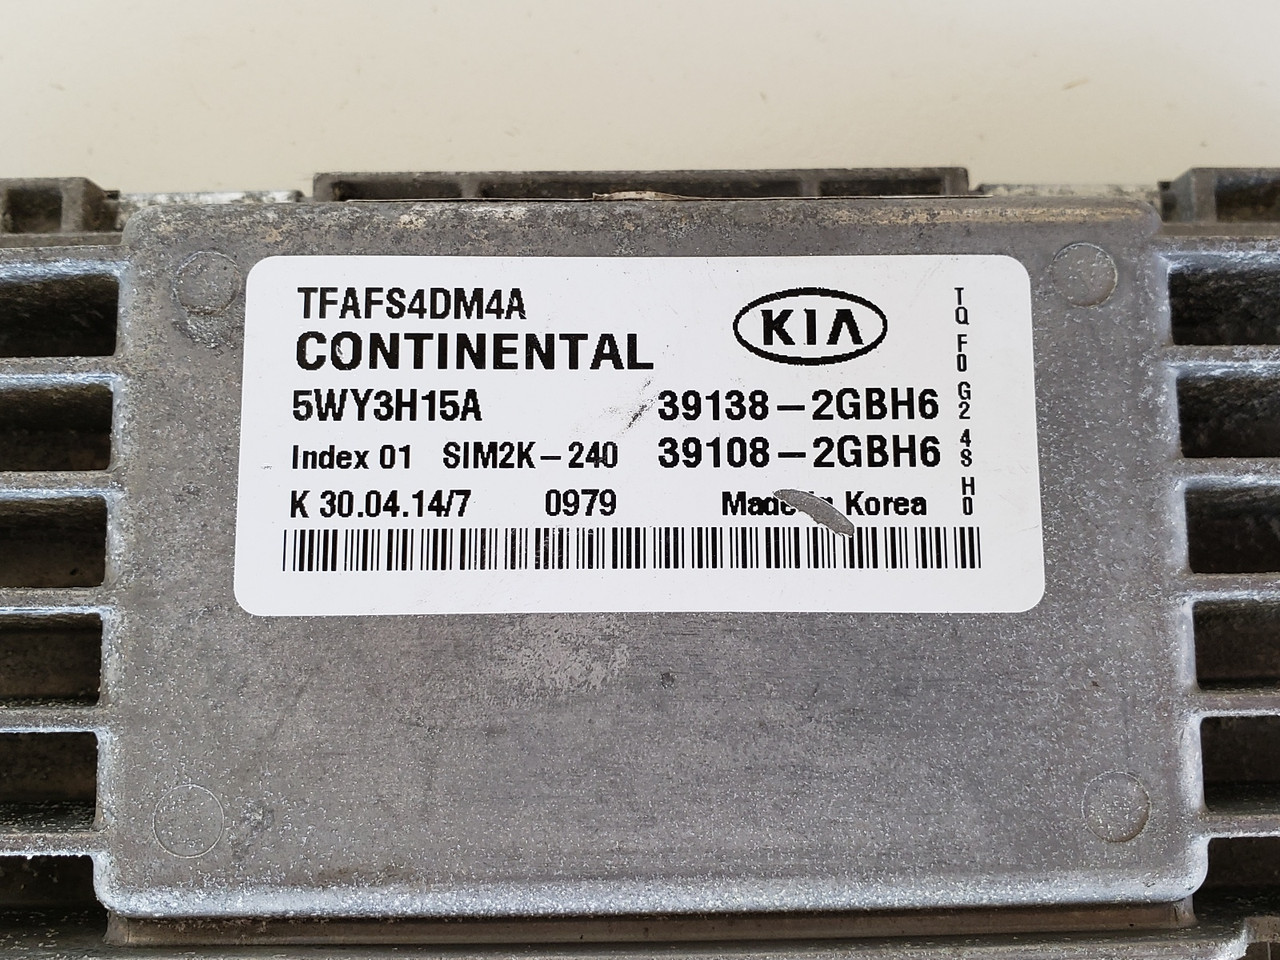 TFAFS4DM4A
KIA
CONTINENTAL
5WY3H15A 39138-2GBH6
Index 01 SIM2K-240 39108-2GBH6
K 30.04.14/7 0979 Made in Korea
TQ F0 G2 4S H0